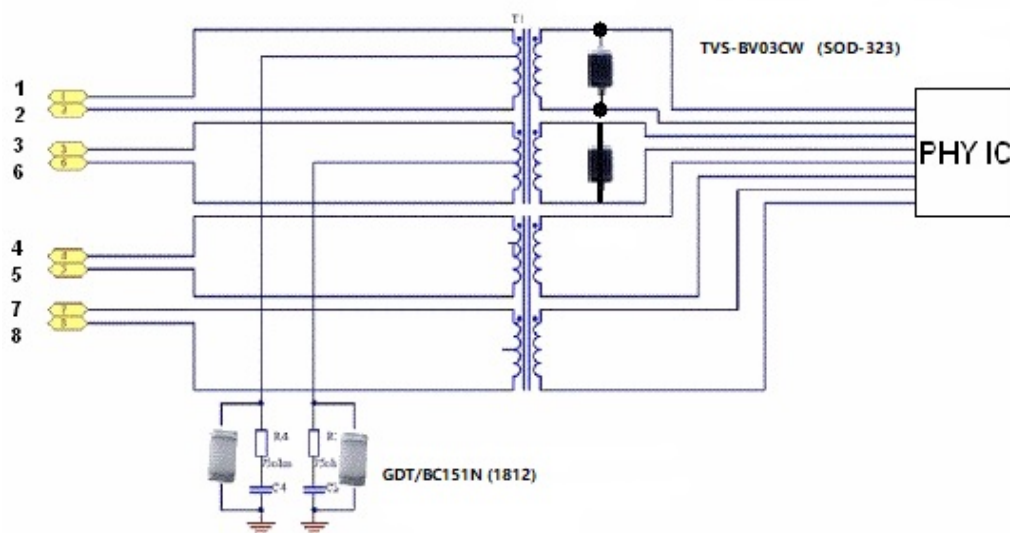 T1
TVS-BV03CW (SOD-323)
1
2
3
6
4
5
7
8
PHY IC
R4
C4
GDT/BC151N (1812)